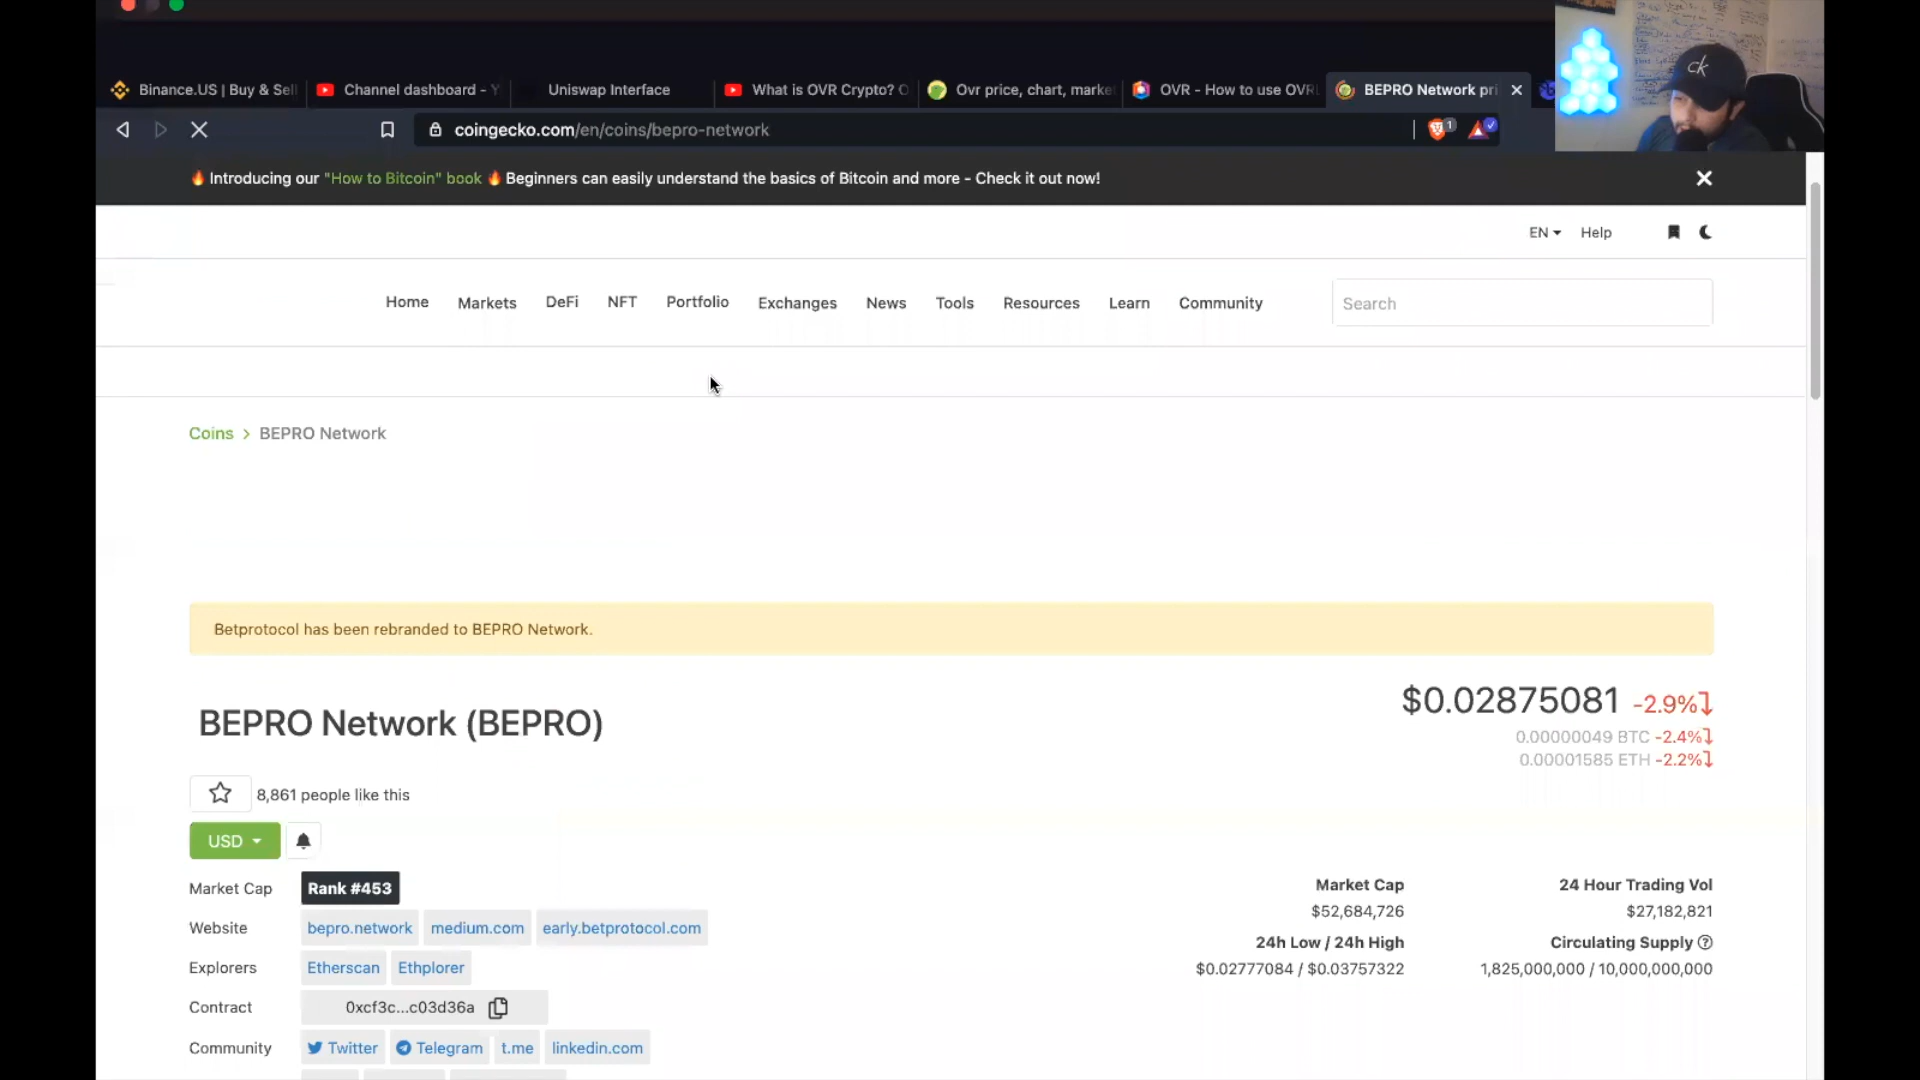 Binance.US | Buy & Sell
Channel dashboard - Y
Uniswap Interface
What is OVR Crypto? O
Ovr price, chart, marke
OVR - How to use OVR
BEPRO Network pri
coingecko.com/en/coins/bepro-network
1
ck
🔥 Introducing our "How to Bitcoin" book 🔥 Beginners can easily understand the basics of Bitcoin and more - Check it out now!
EN
Help
Home
Markets
DeFi
NFT
Portfolio
Exchanges
News
Tools
Resources
Learn
Community
Search
Coins > BEPRO Network
Betprotocol has been rebranded to BEPRO Network.
BEPRO Network (BEPRO)
$0.02875081 -2.9%
0.00000049 BTC -2.4%
0.00001585 ETH -2.2%
8,861 people like this
USD
Market Cap Rank #453
Website bepro.network medium.com early.betprotocol.com
Explorers Etherscan Ethplorer
Contract 0xcf3c...c03d36a
Community Twitter Telegram t.me linkedin.com
Market Cap
$52,684,726
24 Hour Trading Vol
$27,182,821
24h Low / 24h High
$0.02777084 / $0.03757322
Circulating Supply
1,825,000,000 / 10,000,000,000